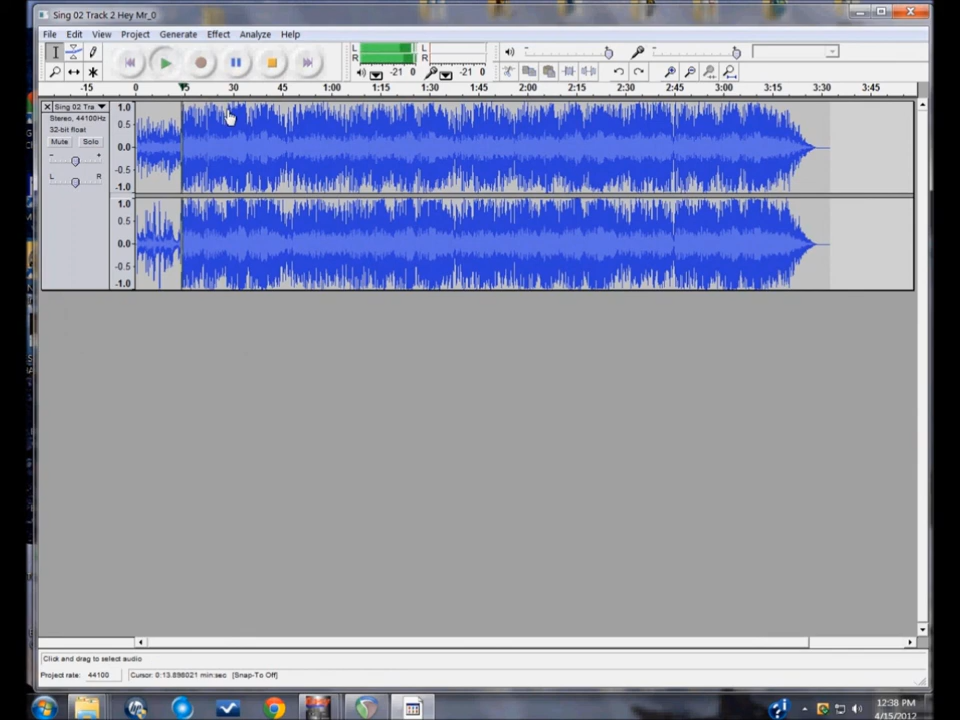 Sing 02 Track 2 Hey Mr_0
File Edit View Project Generate Effect Analyze Help
L L
R R
-21 0 -21 0
-15 0 15 30 45 1:00 1:15 1:30 1:45 2:00 2:15 2:30 2:45 3:00 3:15 3:30 3:45
Sing 02 Tra 1.0
Stereo, 44100Hz
32-bit float 0.5
Mute Solo 0.0
- +
L R -0.5
-1.0
1.0
0.5
0.0
-0.5
-1.0
Click and drag to select audio
Project rate: 44100 Cursor: 0:13.896021 min:sec [Snap-To Off]
12:38 PM
4/15/2012